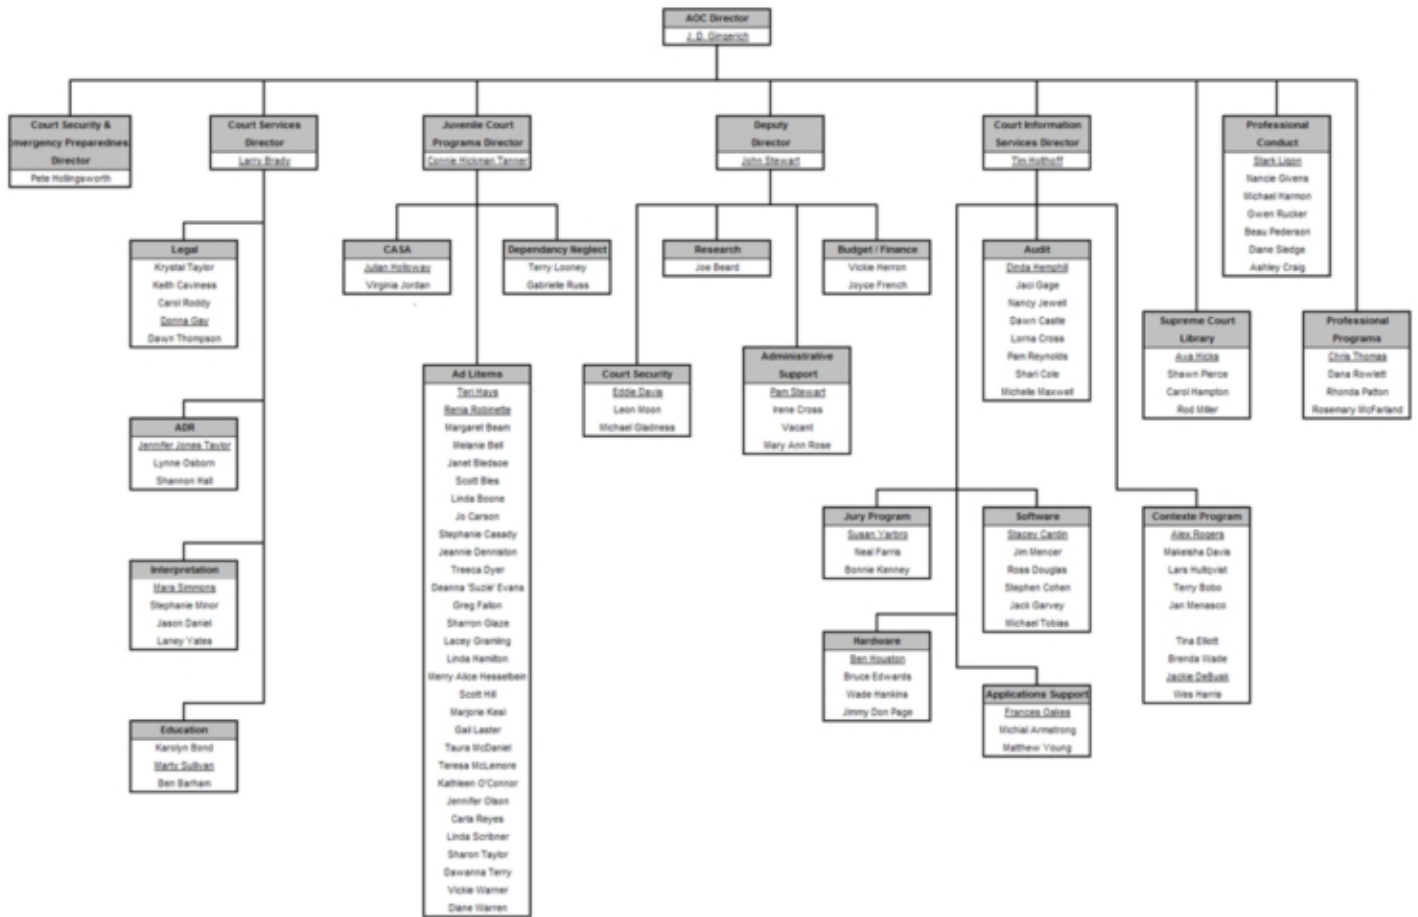 AOC Director
J. D. Gingerich
Court Security &
mergency Preparednes
Director
Pete Hollingsworth
Court Services
Director
Larry Brady
Juvenile Court
Programs Director
Connie Hickman Tanner
Deputy
Director
John Stewart
Court Information
Services Director
Tim Holthoff
Professional
Conduct
Stark Ligon
Nancie Givens
Michael Harmon
Gwen Rucker
Beau Pederson
Diane Sledge
Ashley Craig
Legal
Krystal Taylor
Keith Caviness
Carol Roddy
Donna Gay
Dawn Thompson
CASA
Julian Holloway
Virginia Jordan
Dependancy Neglect
Terry Looney
Gabrielle Russ
Research
Joe Beard
Budget / Finance
Vickie Herron
Joyce French
Audit
Dinda Hemphill
Jaci Gage
Nancy Jewell
Dawn Castle
Lorna Cross
Pam Reynolds
Shari Cole
Michelle Maxwell
Supreme Court
Library
Ava Hicks
Shawn Pierce
Carol Hampton
Rod Miller
Professional
Programs
Chris Thomas
Dana Rowlett
Rhonda Patton
Rosemary McFarland
Ad Litems
Teri Hays
Renia Robinette
Margaret Beam
Melanie Bell
Janet Bledsoe
Scott Bles
Linda Boone
Jo Carson
Stephanie Casady
Jeannie Denniston
Treeca Dyer
Deanna 'Suzie' Evans
Greg Fallon
Sharron Glaze
Lacey Gramling
Linda Hamilton
Merry Alice Hesselbein
Scott Hill
Marjorie Kesl
Gail Laster
Taura McDaniel
Teresa McLemore
Kathleen O'Connor
Jennifer Olson
Carla Reyes
Linda Scribner
Sharon Taylor
Dawanna Terry
Vickie Warner
Diane Warren
Court Security
Eddie Davis
Leon Moon
Michael Gladness
Administrative
Support
Pam Stewart
Irene Cross
Vacant
Mary Ann Rose
ADR
Jennifer Jones Taylor
Lynne Osborn
Shannon Hall
Jury Program
Susan Yarbro
Neal Farris
Bonnie Kenney
Software
Stacey Cardin
Jim Mencer
Ross Douglas
Stephen Cohen
Jack Garvey
Michael Tobias
Contexte Program
Alex Rogers
Makeisha Davis
Lars Hultqvist
Terry Bobo
Jan Menasco
Tina Elliott
Brenda Wade
Jackie DeBusk
Wes Harris
Interpretation
Mara Simmons
Stephanie Minor
Jason Daniel
Laney Yates
Hardware
Ben Houston
Bruce Edwards
Wade Hankins
Jimmy Don Page
Applications Support
Frances Oakes
Michial Armstrong
Matthew Young
Education
Karolyn Bond
Marty Sullivan
Ben Barham